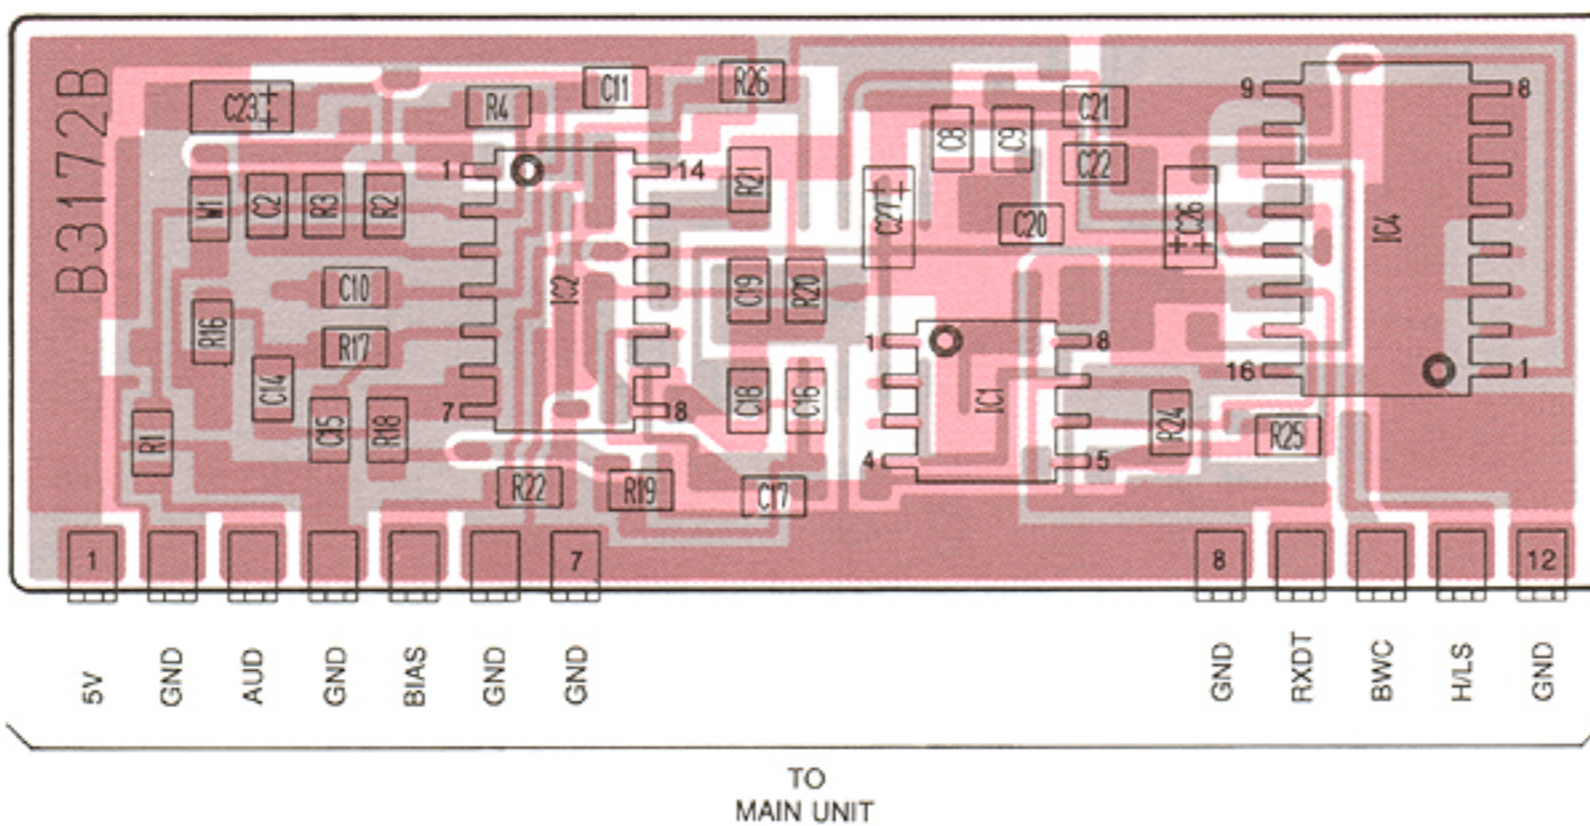 B3172B
C23
R4
C11
R26
C21
9
8
C8
C9
C22
1
14
R21
W1
C2
R3
R2
C27
C20
C26
IC4
C10
IC2
C19
R20
R16
R17
1
8
C14
IC1
16
1
7
8
C18
C16
R1
C15
R18
R24
R25
4
5
R22
R19
C17
1
7
8
12
5V
GND
AUD
GND
BIAS
GND
GND
GND
RXDT
BWC
H/LS
GND
TO
MAIN UNIT